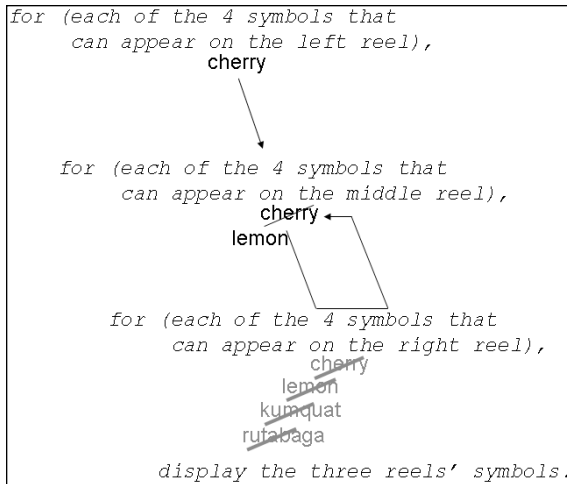 for (each of the 4 symbols that
can appear on the left reel),
cherry
for (each of the 4 symbols that
can appear on the middle reel),
cherry
lemon
for (each of the 4 symbols that
can appear on the right reel),
cherry
lemon
kumquat
rutabaga
display the three reels' symbols.